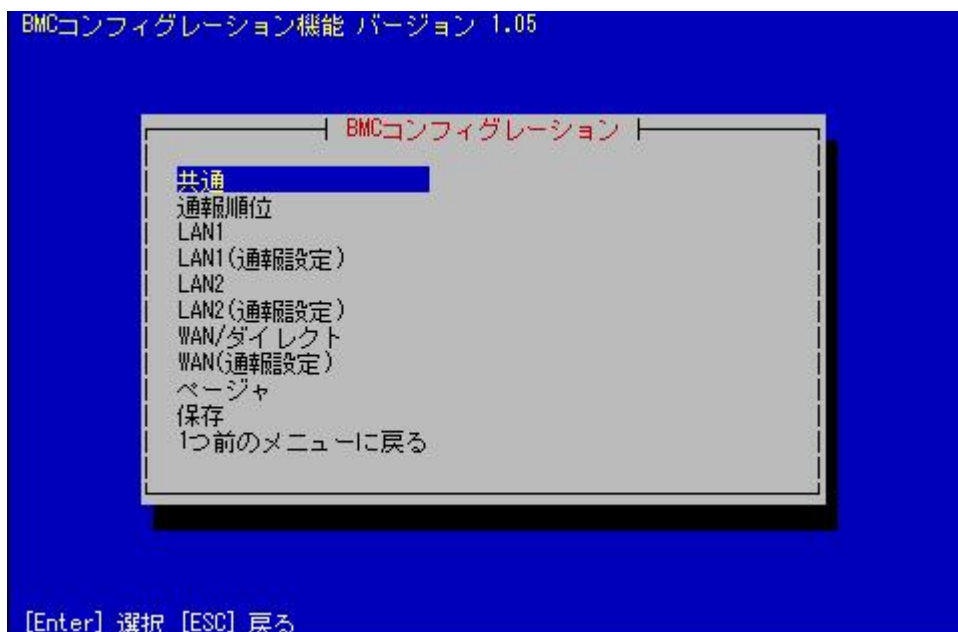 BMCコンフィグレーション機能 バージョン 1.05
BMCコンフィグレーション
共通
通報順位
LAN1
LAN1(通報設定)
LAN2
LAN2(通報設定)
WAN/ダイレクト
WAN(通報設定)
ページャ
保存
1つ前のメニューに戻る
[Enter] 選択 [ESC] 戻る